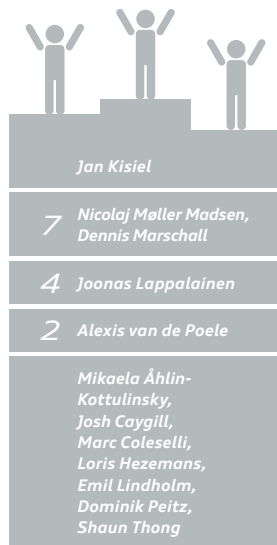 Jan Kisiel
7 Nicolaj Møller Madsen,
Dennis Marschall
4 Joonas Lappalainen
2 Alexis van de Poele
Mikaela Åhlin-
Kottulinsky,
Josh Caygill,
Marc Coleselli,
Loris Hezemans,
Emil Lindholm,
Dominik Peitz,
Shaun Thong